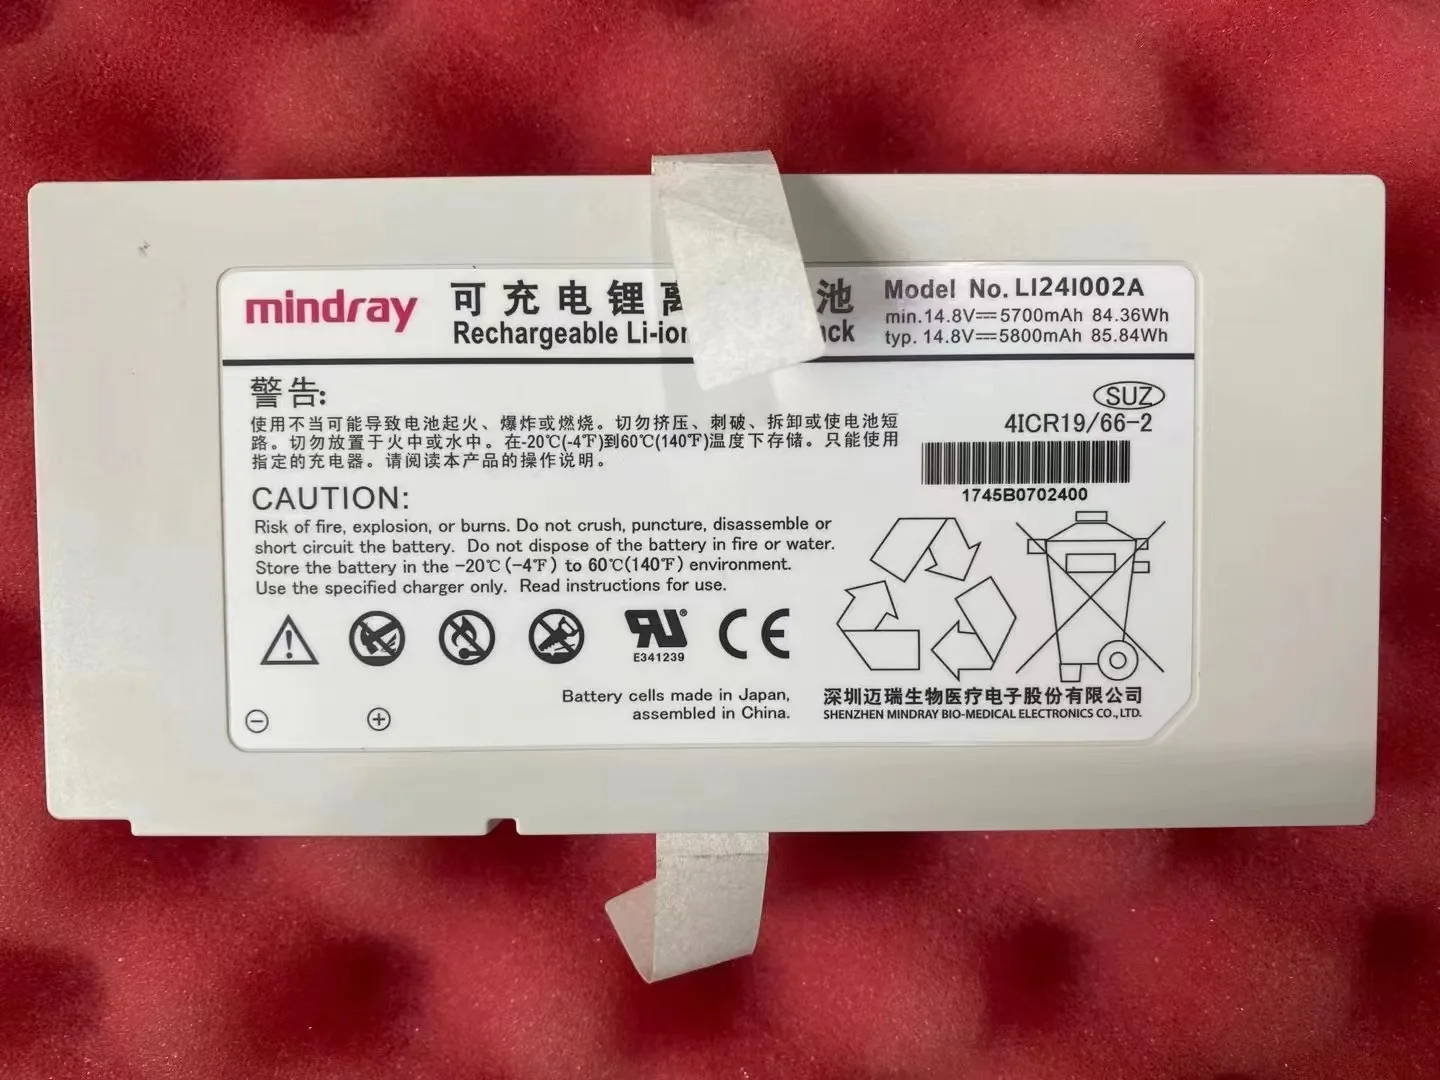 mindray
可充电锂离 池
Rechargeable Li-ion
Model No. LI24I002A
min.14.8V⎓5700mAh 84.36Wh
typ. 14.8V⎓5800mAh 85.84Wh
警告:
使用不当可能导致电池起火、爆炸或燃烧。切勿挤压、刺破、拆卸或使电池短
路。切勿放置于火中或水中。在-20℃(-4℉)到60℃(140℉)温度下存储。只能使用
指定的充电器。请阅读本产品的操作说明。
CAUTION:
Risk of fire, explosion, or burns. Do not crush, puncture, disassemble or
short circuit the battery. Do not dispose of the battery in fire or water.
Store the battery in the -20℃(-4℉) to 60℃(140℉) environment.
Use the specified charger only. Read instructions for use.
SUZ
4ICR19/66-2
1745B0702400
E341239
CE
Battery cells made in Japan,
assembled in China.
深圳迈瑞生物医疗电子股份有限公司
SHENZHEN MINDRAY BIO-MEDICAL ELECTRONICS CO., LTD.